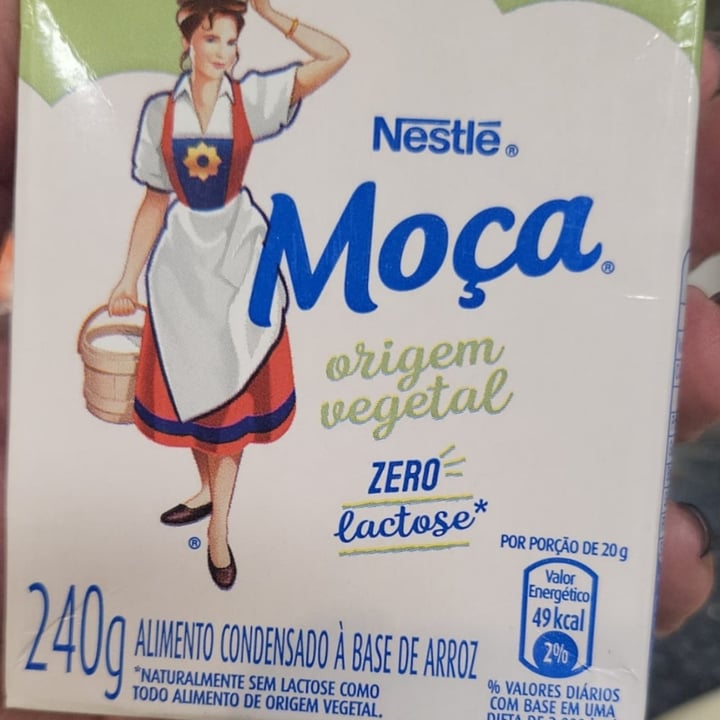 Nestlé®
Moça®
origem
vegetal
ZERO
lactose*
®
POR PORÇÃO DE 20 g
Valor
Energético
49 kcal
2%
240g ALIMENTO CONDENSADO À BASE DE ARROZ
*NATURALMENTE SEM LACTOSE COMO
TODO ALIMENTO DE ORIGEM VEGETAL.
% VALORES DIÁRIOS
COM BASE EM UMA